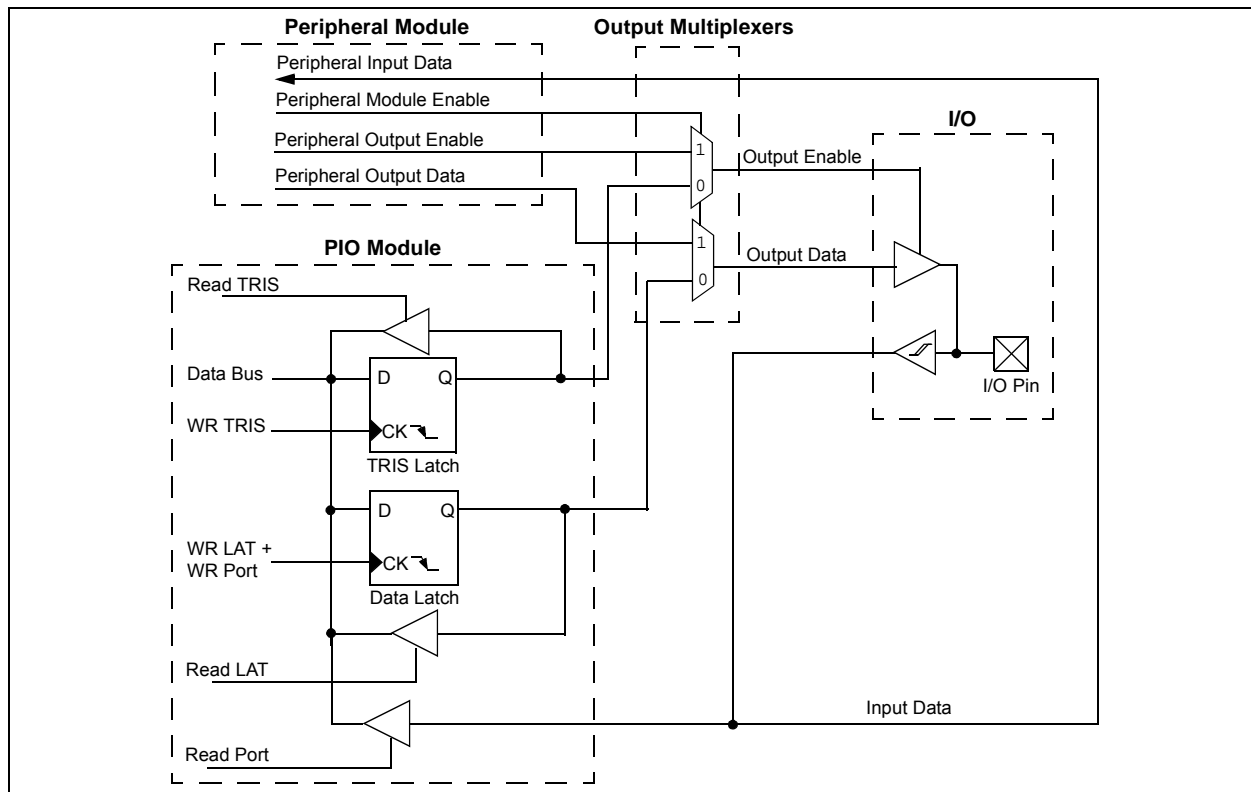 Peripheral Module
Output Multiplexers
Peripheral Input Data
Peripheral Module Enable
Peripheral Output Enable
Peripheral Output Data
1
0
1
0
Output Enable
Output Data
I/O
I/O Pin
PIO Module
Read TRIS
Data Bus
D
Q
WR TRIS
CK
TRIS Latch
D
Q
WR LAT +
WR Port
CK
Data Latch
Read LAT
Read Port
Input Data